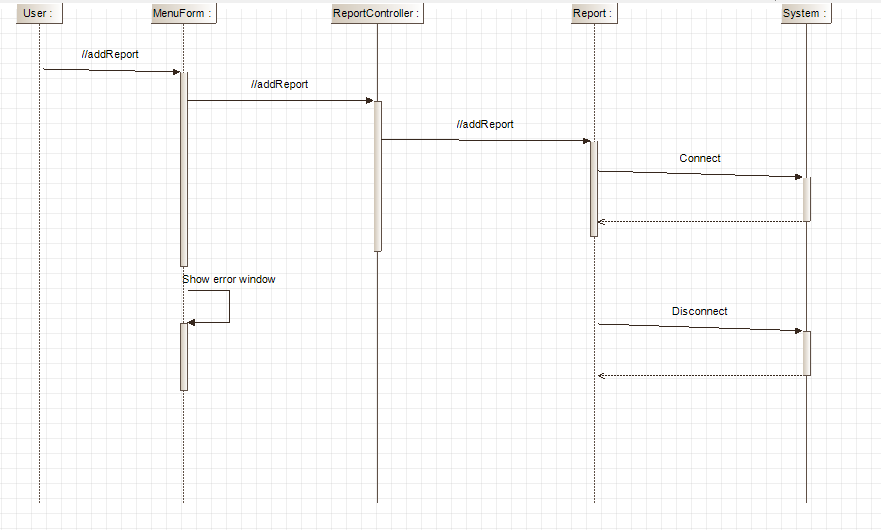 User :
MenuForm :
ReportController :
Report :
System :
//addReport
//addReport
//addReport
Connect
Show error window
Disconnect